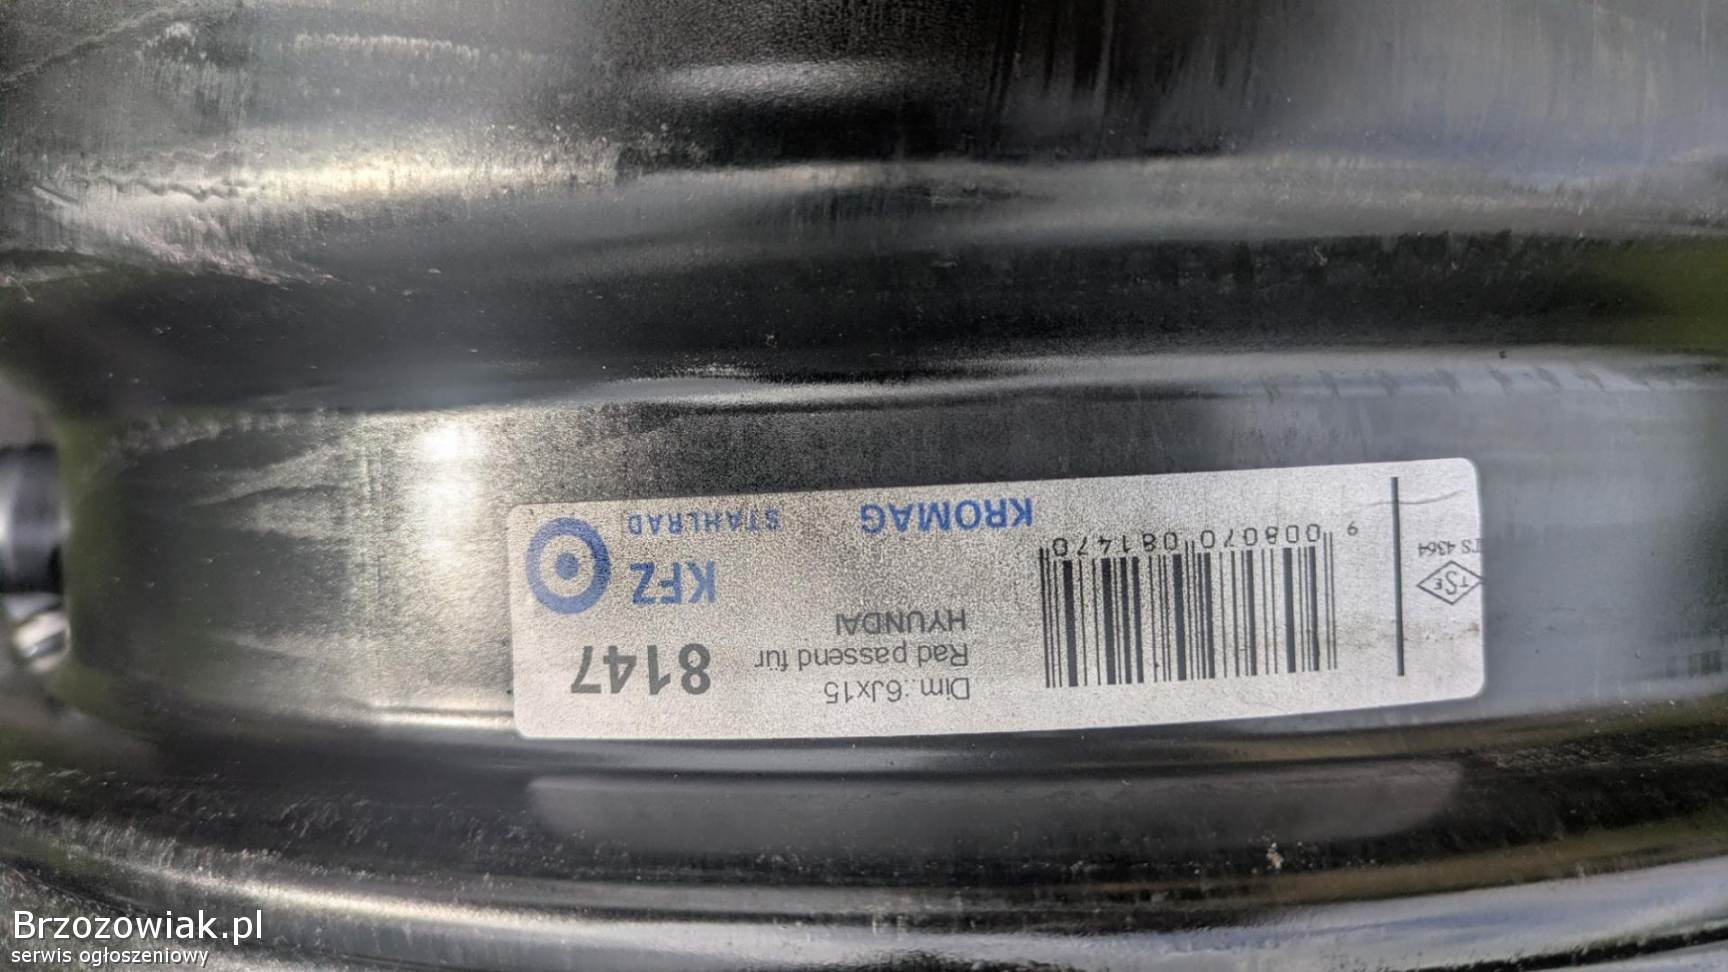 TS 4364
TSE
9 008070 081470
KROMAG
Dim.:6Jx15
Rad passend für
HYUNDAI
8147
KFZ
STAHLRAD
Brzozowiak.pl
serwis ogłoszeniowy